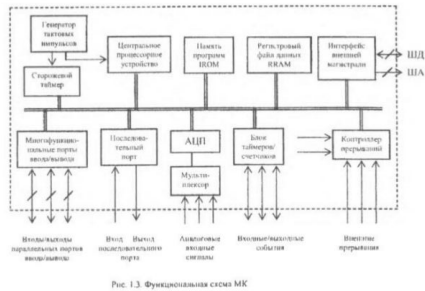 Генератор
тактовых
импульсов
Сторожевой
таймер
Центральное
процессорное
устройство
Память
программ
IROM
Регистровый
файл данных
RRAM
Интерфейс
внешней
магистрали
ШД
ША
Многофункцио-
нальные порты
ввода/вывода
Последова-
тельный
порт
АЦП
Мульти-
плексор
Блок
таймеров/
счетчиков
Контроллер
прерываний
Входы/выходы
параллельных портов
ввода/вывода
Вход Выход
последовательного
порта
Аналоговые
входные
сигналы
Входные/выходные
события
Внешние
прерывания
Рис. 1.3. Функциональная схема МК